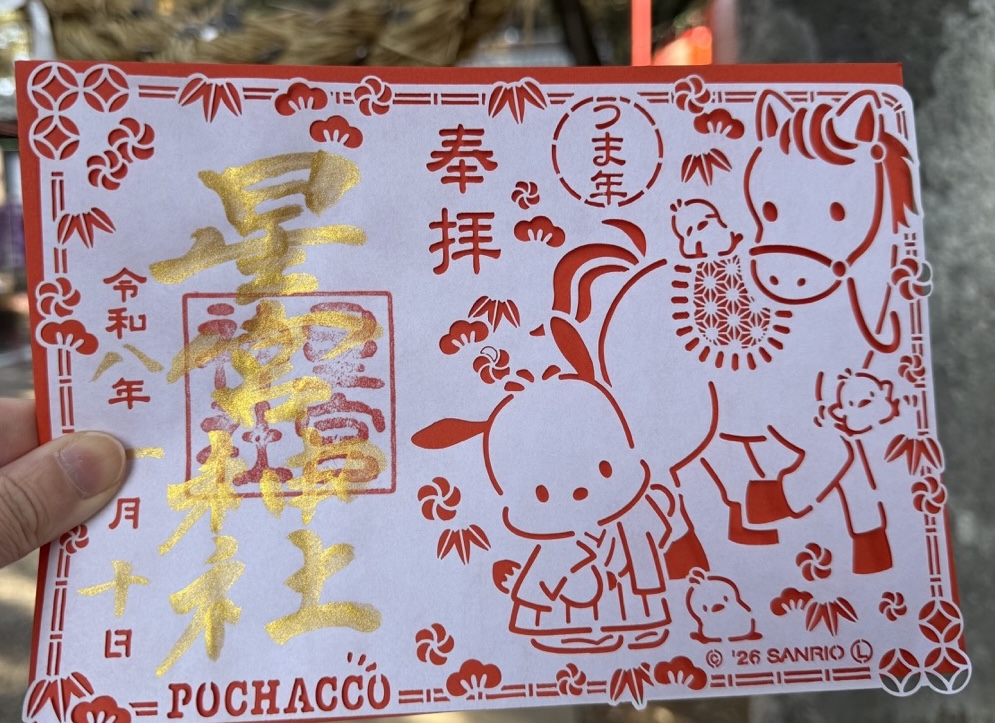 うま年
奉拝
星宮神社
星宮
神社
令和八年一月十日
POCHACCO
© '26 SANRIO Ⓛ